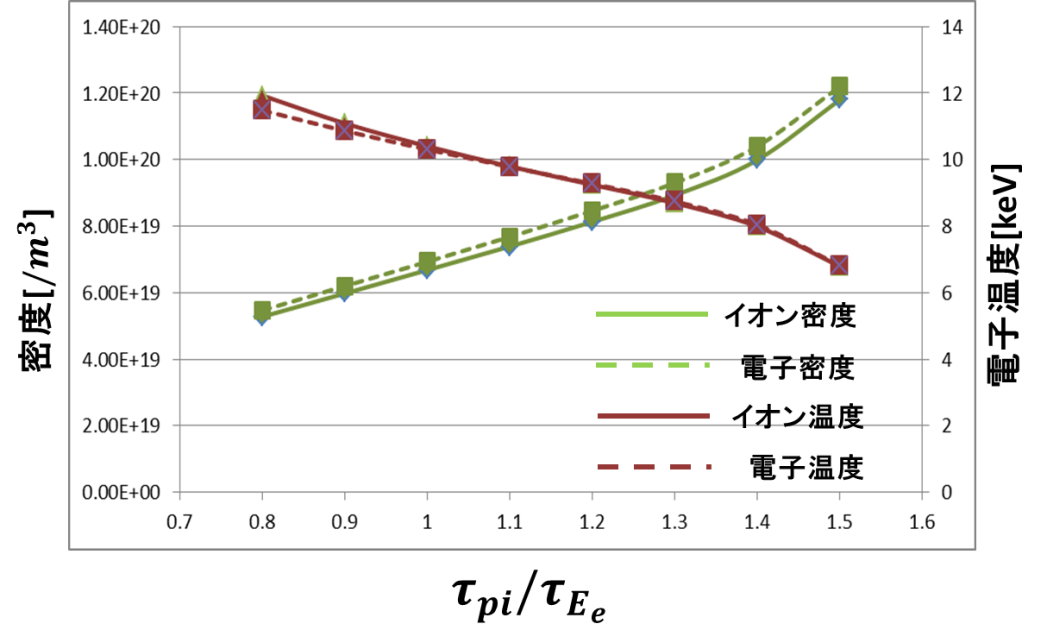 1.40E+20
1.20E+20
1.00E+20
8.00E+19
6.00E+19
4.00E+19
2.00E+19
0.00E+00
密度[/m³]
14
12
10
8
6
4
2
0
電子温度[keV]
イオン密度
電子密度
イオン温度
電子温度
0.7 0.8 0.9 1 1.1 1.2 1.3 1.4 1.5 1.6
τ_pi/τ_E_e